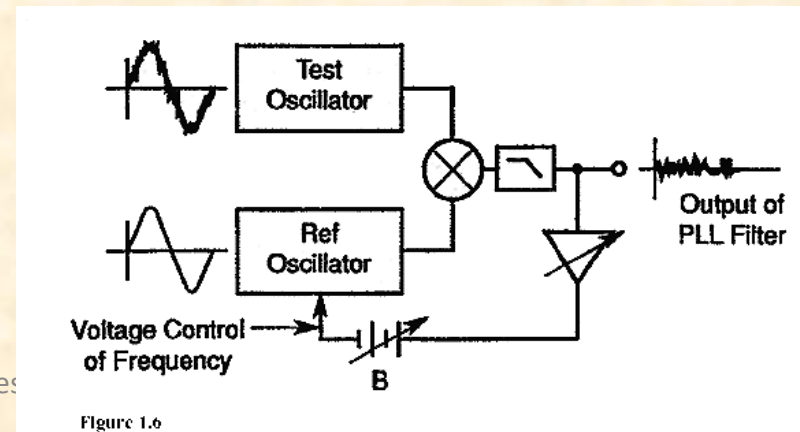 Test
Oscillator
Ref
Oscillator
Output of
PLL Filter
Voltage Control
of Frequency
B
Figure 1.6